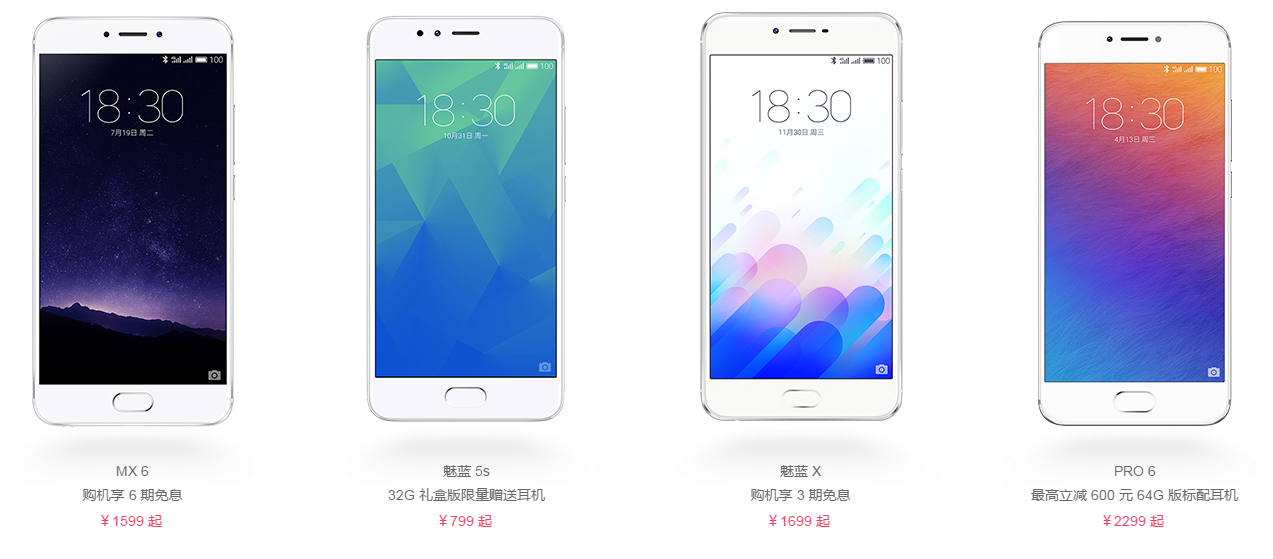 100
18:30
7月19日 周二
MX 6
购机享 6 期免息
¥ 1599 起
100
18:30
10月31日 周一
魅蓝 5s
32G 礼盒版限量赠送耳机
¥ 799 起
100
18:30
11月30日 周三
魅蓝 X
购机享 3 期免息
¥ 1699 起
100
18:30
4月13日 周三
PRO 6
最高立减 600 元 64G 版标配耳机
¥ 2299 起